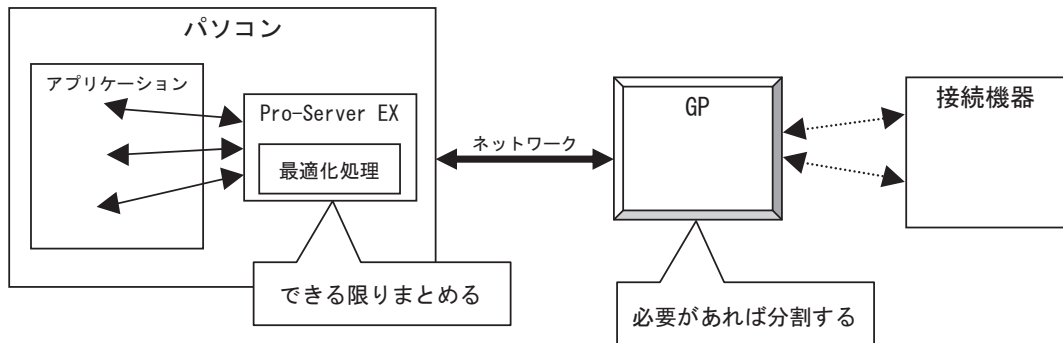 パソコン
アプリケーション
Pro-Server EX
最適化処理
ネットワーク
GP
接続機器
できる限りまとめる
必要があれば分割する